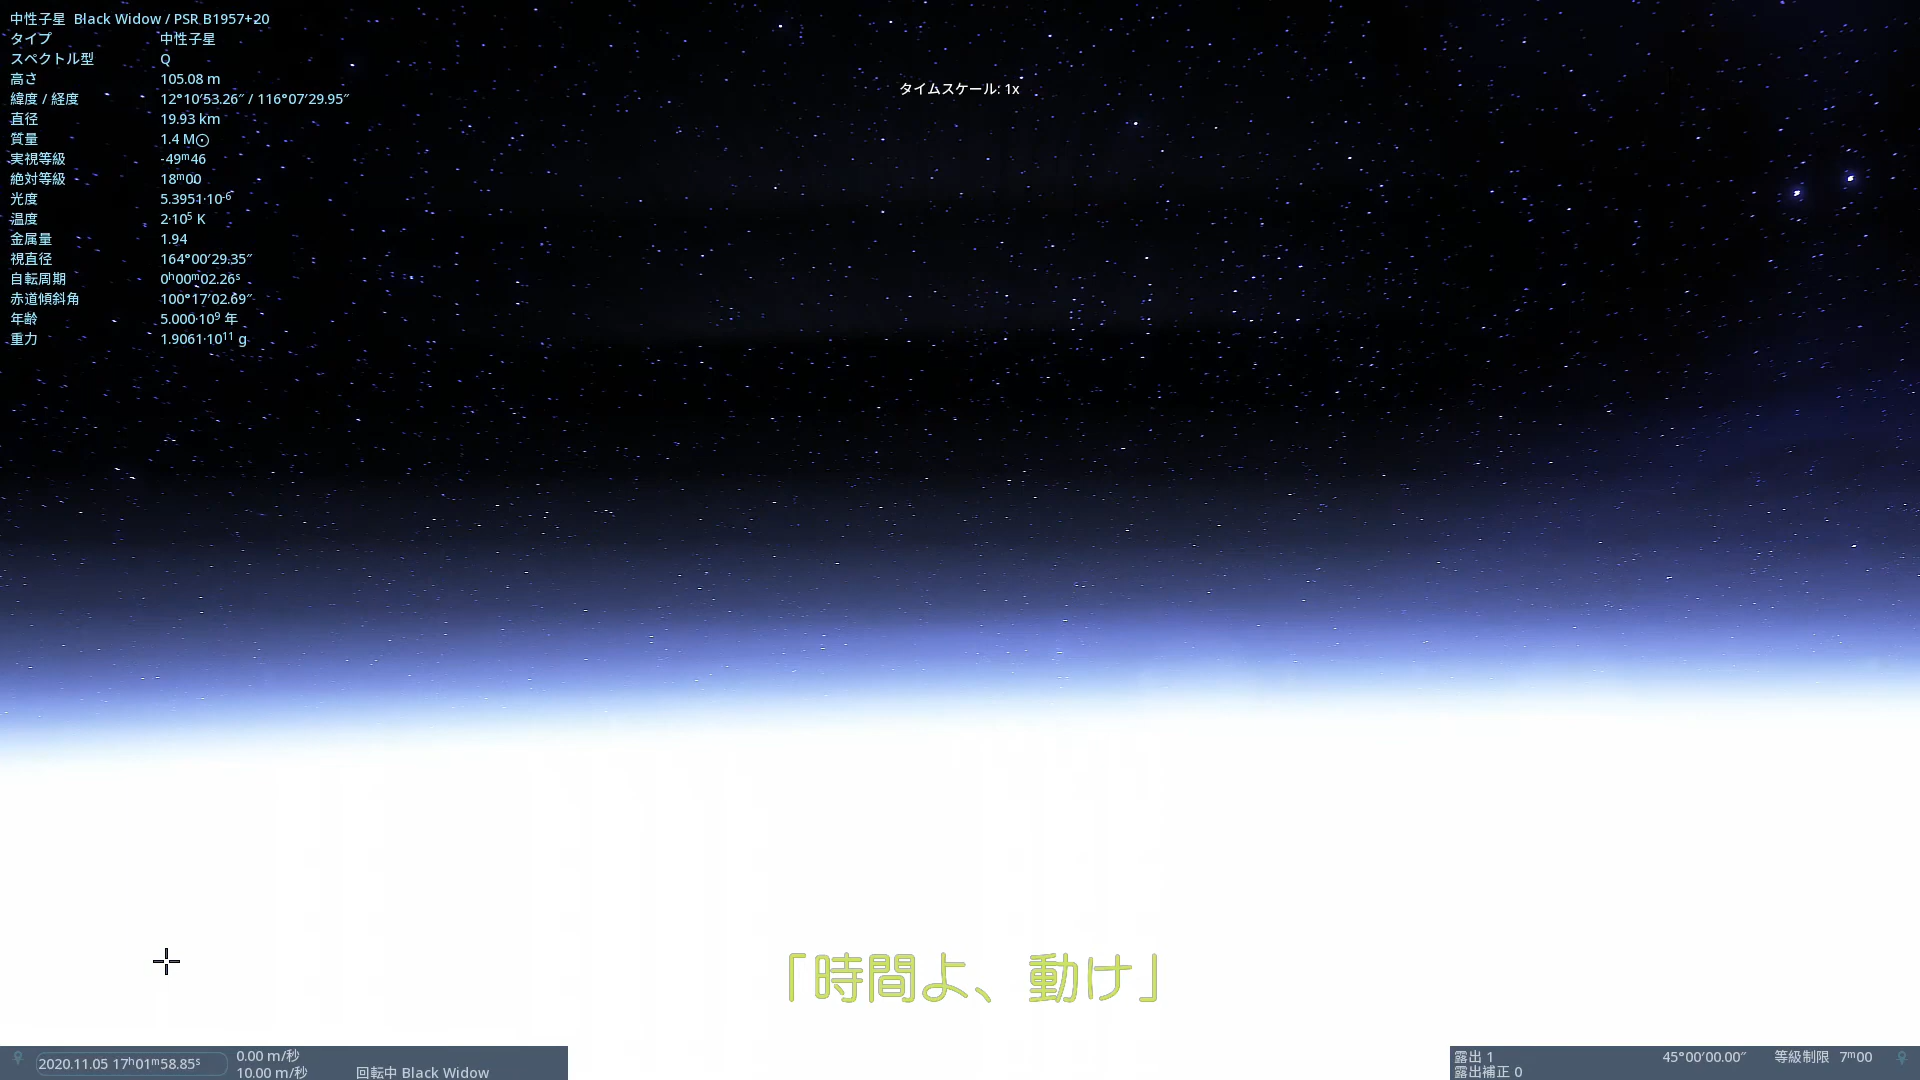 中性子星 Black Widow / PSR B1957+20
タイプ 中性子星
スペクトル型 Q
高さ 105.08 m
緯度 / 経度 12°10′53.26″ / 116°07′29.95″
直径 19.93 km
質量 1.4 M☉
実視等級 -49ᵐ46
絶対等級 18ᵐ00
光度 5.3951·10⁻⁶
温度 2·10⁵ K
金属量 1.94
視直径 164°00′29.35″
自転周期 0ʰ00ᵐ02.26ˢ
赤道傾斜角 100°17′02.69″
年齢 5.000·10⁹ 年
重力 1.9061·10¹¹ g
タイムスケール: 1x
「時間よ、動け」
2020.11.05 17ʰ01ᵐ58.85ˢ
0.00 m/秒
10.00 m/秒 回転中 Black Widow
露出 1 45°00′00.00″ 等級制限 7ᵐ00
露出補正 0